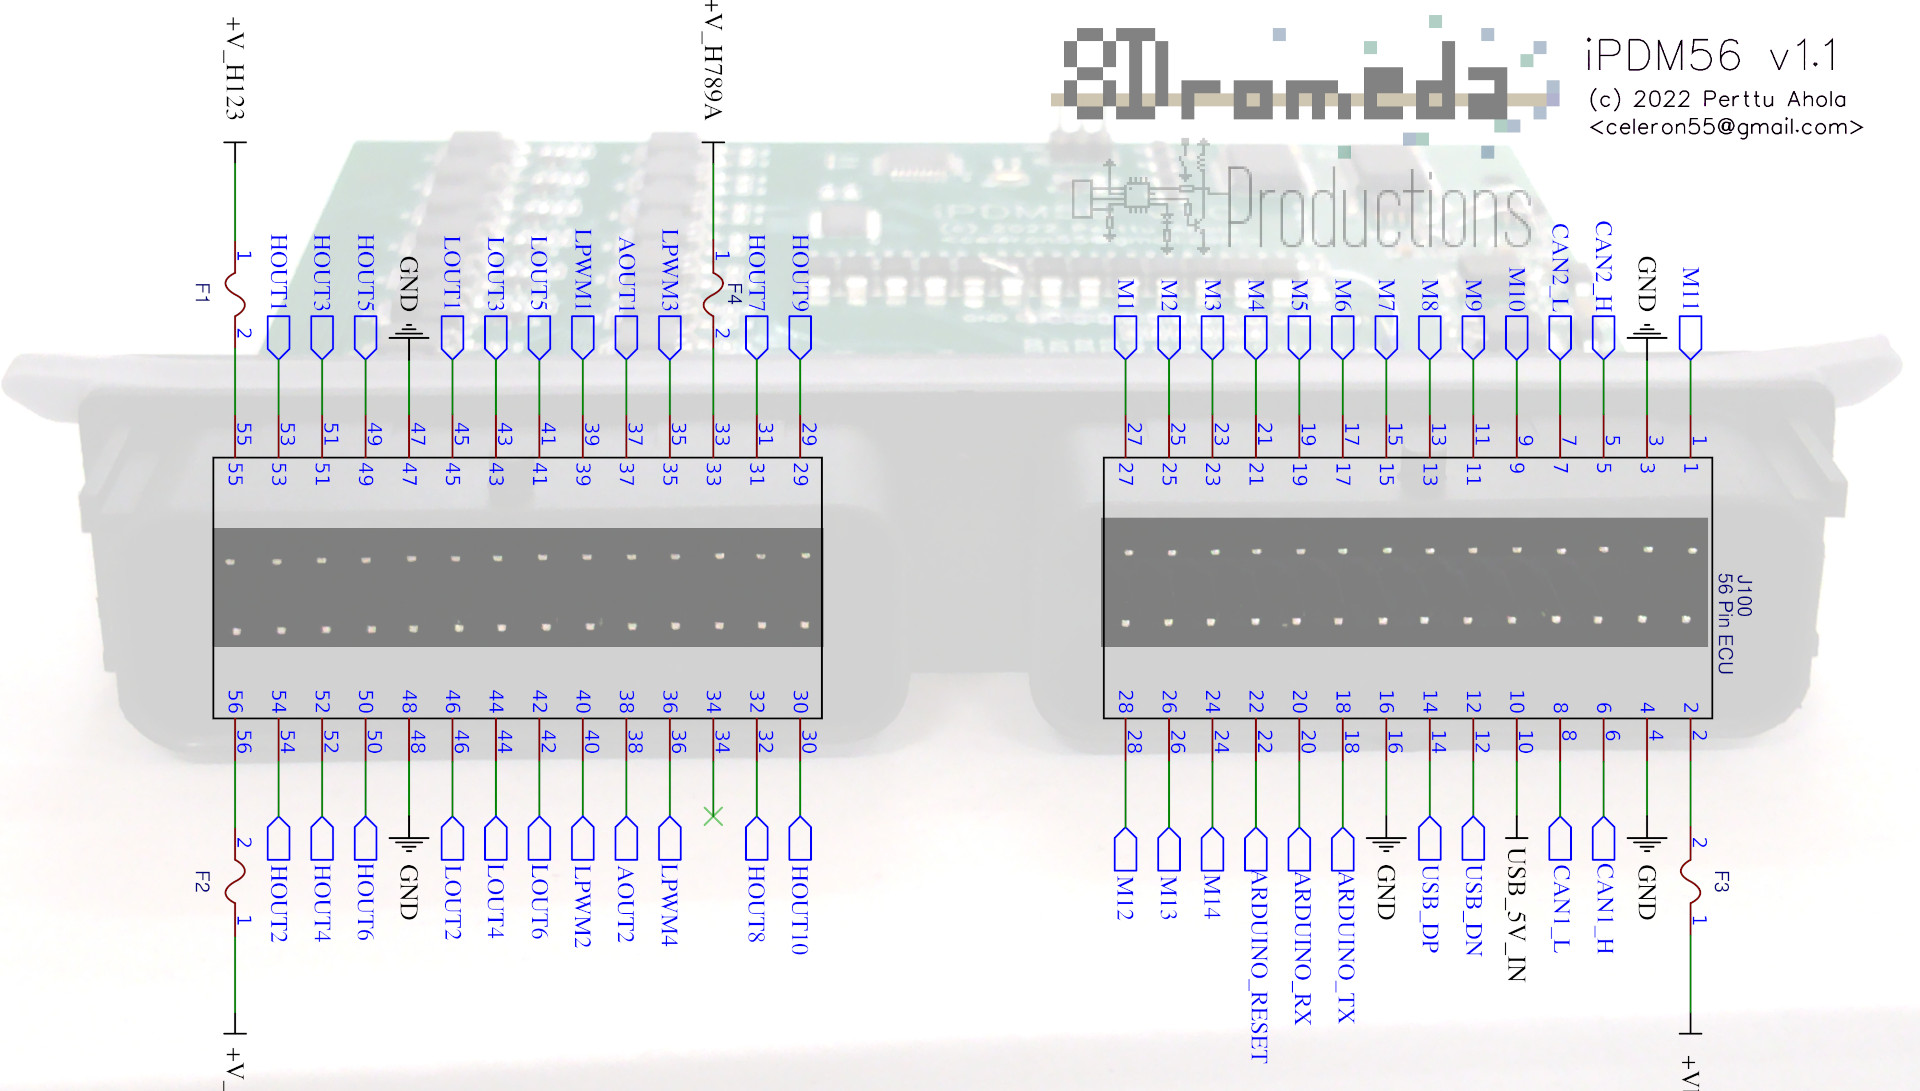 8Dromeda
Productions
iPDM56 v1.1
(c) 2022 Perttu Ahola
<celeron55@gmail.com>
+V_H123
+V_H789A
1
F1
2
1
F4
2
HOUT1
HOUT3
HOUT5
GND
LOUT1
LOUT3
LOUT5
LPWM1
AOUT1
LPWM3
HOUT7
HOUT9
M1
M2
M3
M4
M5
M6
M7
M8
M9
M10
CAN2_L
CAN2_H
GND
M11
55 53 51 49 47 45 43 41 39 37 35 33 31 29
27 25 23 21 19 17 15 13 11 9 7 5 3 1
55 53 51 49 47 45 43 41 39 37 35 33 31 29
27 25 23 21 19 17 15 13 11 9 7 5 3 1
J100
56 Pin ECU
56 54 52 50 48 46 44 42 40 38 36 34 32 30
28 26 24 22 20 18 16 14 12 10 8 6 4 2
56 54 52 50 48 46 44 42 40 38 36 34 32 30
28 26 24 22 20 18 16 14 12 10 8 6 4 2
2
F2
1
HOUT2
HOUT4
HOUT6
GND
LOUT2
LOUT4
LOUT6
LPWM2
AOUT2
LPWM4
HOUT8
HOUT10
M12
M13
M14
ARDUINO_RESET
ARDUINO_RX
ARDUINO_TX
GND
USB_DP
USB_DN
USB_5V_IN
CAN1_L
CAN1_H
GND
2
F3
1
+V_